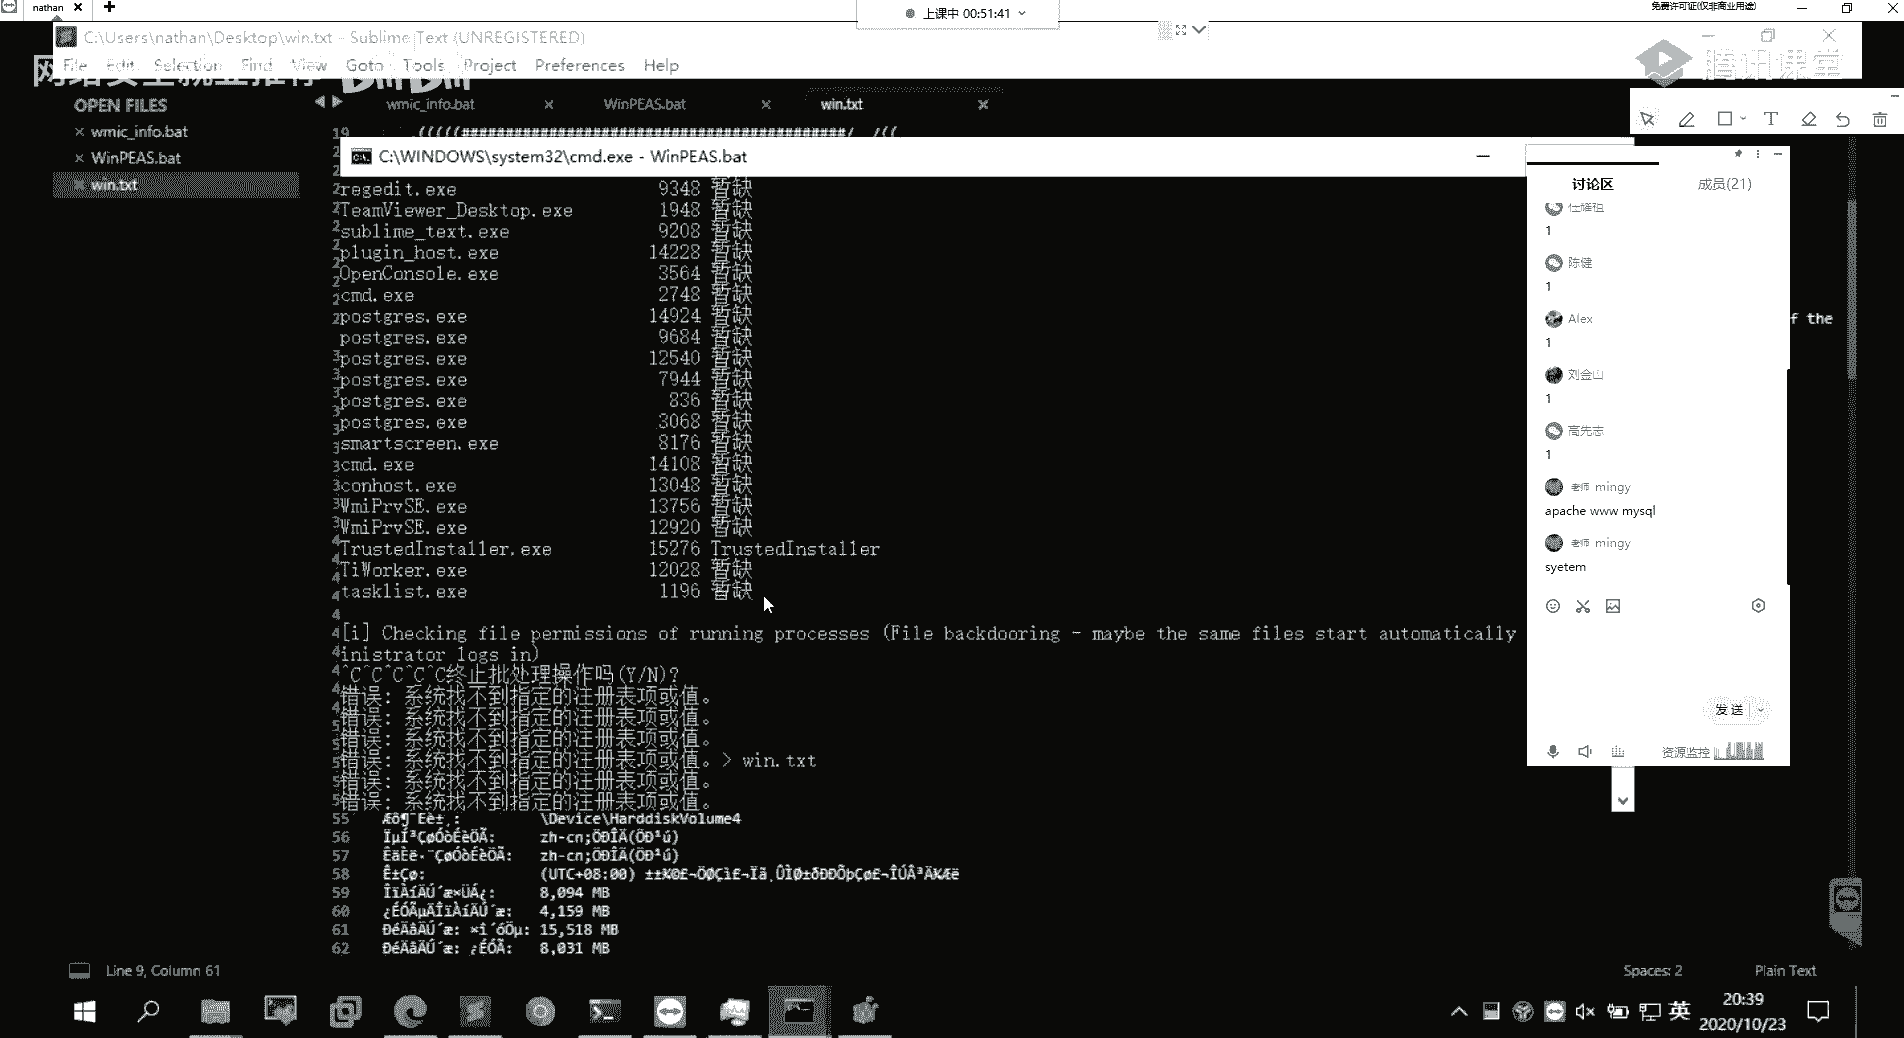 nathan
上课中 00:51:41
免费许可证(仅非商业用途)
C:\Users\nathan\Desktop\win.txt - Sublime Text (UNREGISTERED)
File Edit Selection Find View Goto Tools Project Preferences Help
腾讯课堂
OPEN FILES
wmic_info.bat
WinPEAS.bat
win.txt
wmic_info.bat WinPEAS.bat win.txt
19
C:\WINDOWS\system32\cmd.exe - WinPEAS.bat
regedit.exe 9348 暂缺
TeamViewer_Desktop.exe 1948 暂缺
sublime_text.exe 9208 暂缺
plugin_host.exe 14228 暂缺
OpenConsole.exe 3564 暂缺
cmd.exe 2748 暂缺
postgres.exe 14924 暂缺
postgres.exe 9684 暂缺
postgres.exe 12540 暂缺
postgres.exe 7944 暂缺
postgres.exe 836 暂缺
postgres.exe 3068 暂缺
smartscreen.exe 8176 暂缺
cmd.exe 14108 暂缺
conhost.exe 13048 暂缺
WmiPrvSE.exe 13756 暂缺
WmiPrvSE.exe 12920 暂缺
TrustedInstaller.exe 15276 TrustedInstaller
TiWorker.exe 12028 暂缺
tasklist.exe 1196 暂缺
[i] Checking file permissions of running processes (File backdooring - maybe the same files start automatically
inistrator logs in)
^C^C^C^C^C终止批处理操作吗(Y/N)?
错误: 系统找不到指定的注册表项或值。
错误: 系统找不到指定的注册表项或值。
错误: 系统找不到指定的注册表项或值。
错误: 系统找不到指定的注册表项或值。> win.txt
错误: 系统找不到指定的注册表项或值。
错误: 系统找不到指定的注册表项或值。
55 \Device\HarddiskVolume4
56 zh-cn;
57 zh-cn;
58 (UTC+08:00)
59 8,094 MB
60 4,159 MB
61 15,518 MB
62 8,031 MB
f the
讨论区 成员(21)
1
陈健
1
Alex
1
刘金山
1
高先志
1
老师 mingy
apache www mysql
老师 mingy
syetem
发送
资源监控
Line 9, Column 61
Spaces: 2 Plain Text
英
20:39
2020/10/23